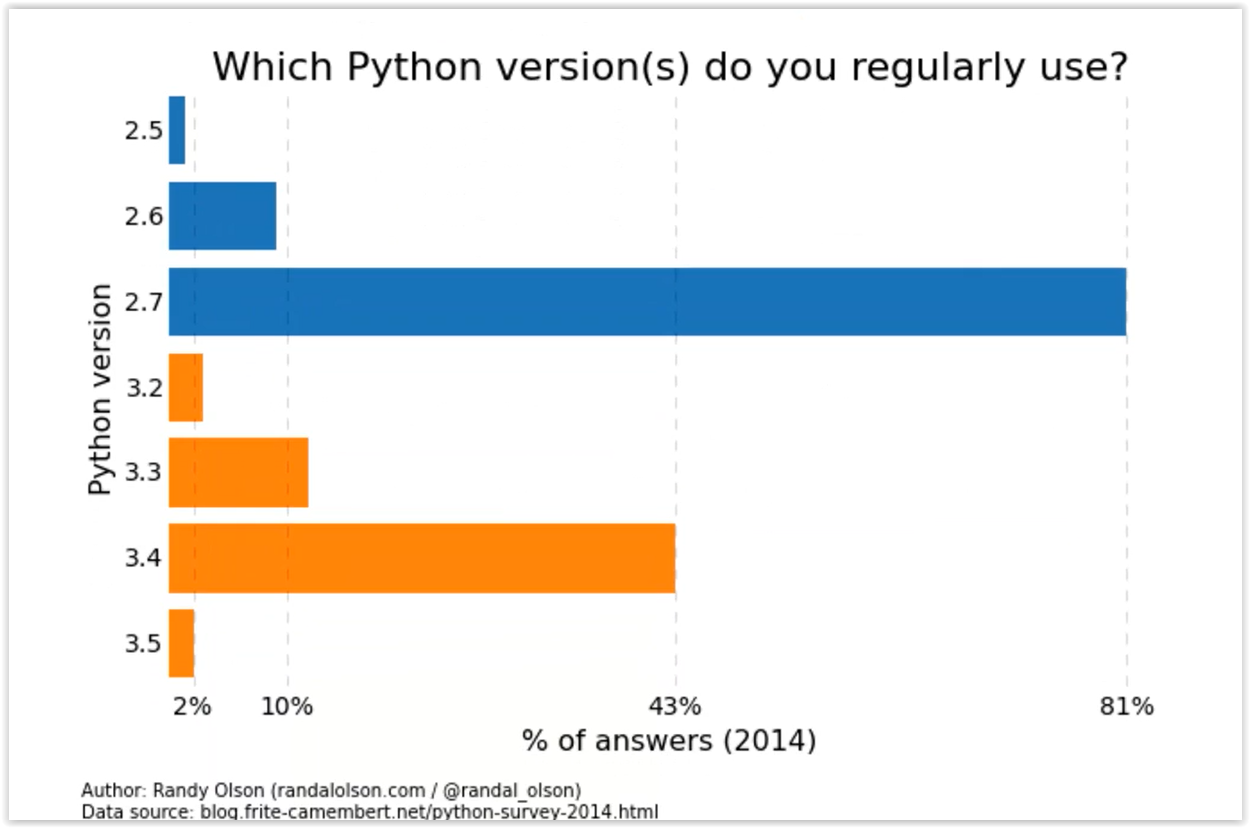 Which Python version(s) do you regularly use?
2.5
2.6
2.7
3.2
3.3
3.4
3.5
Python version
2% 10% 43% 81%
% of answers (2014)
Author: Randy Olson (randalolson.com / @randal_olson)
Data source: blog.frite-camembert.net/python-survey-2014.html